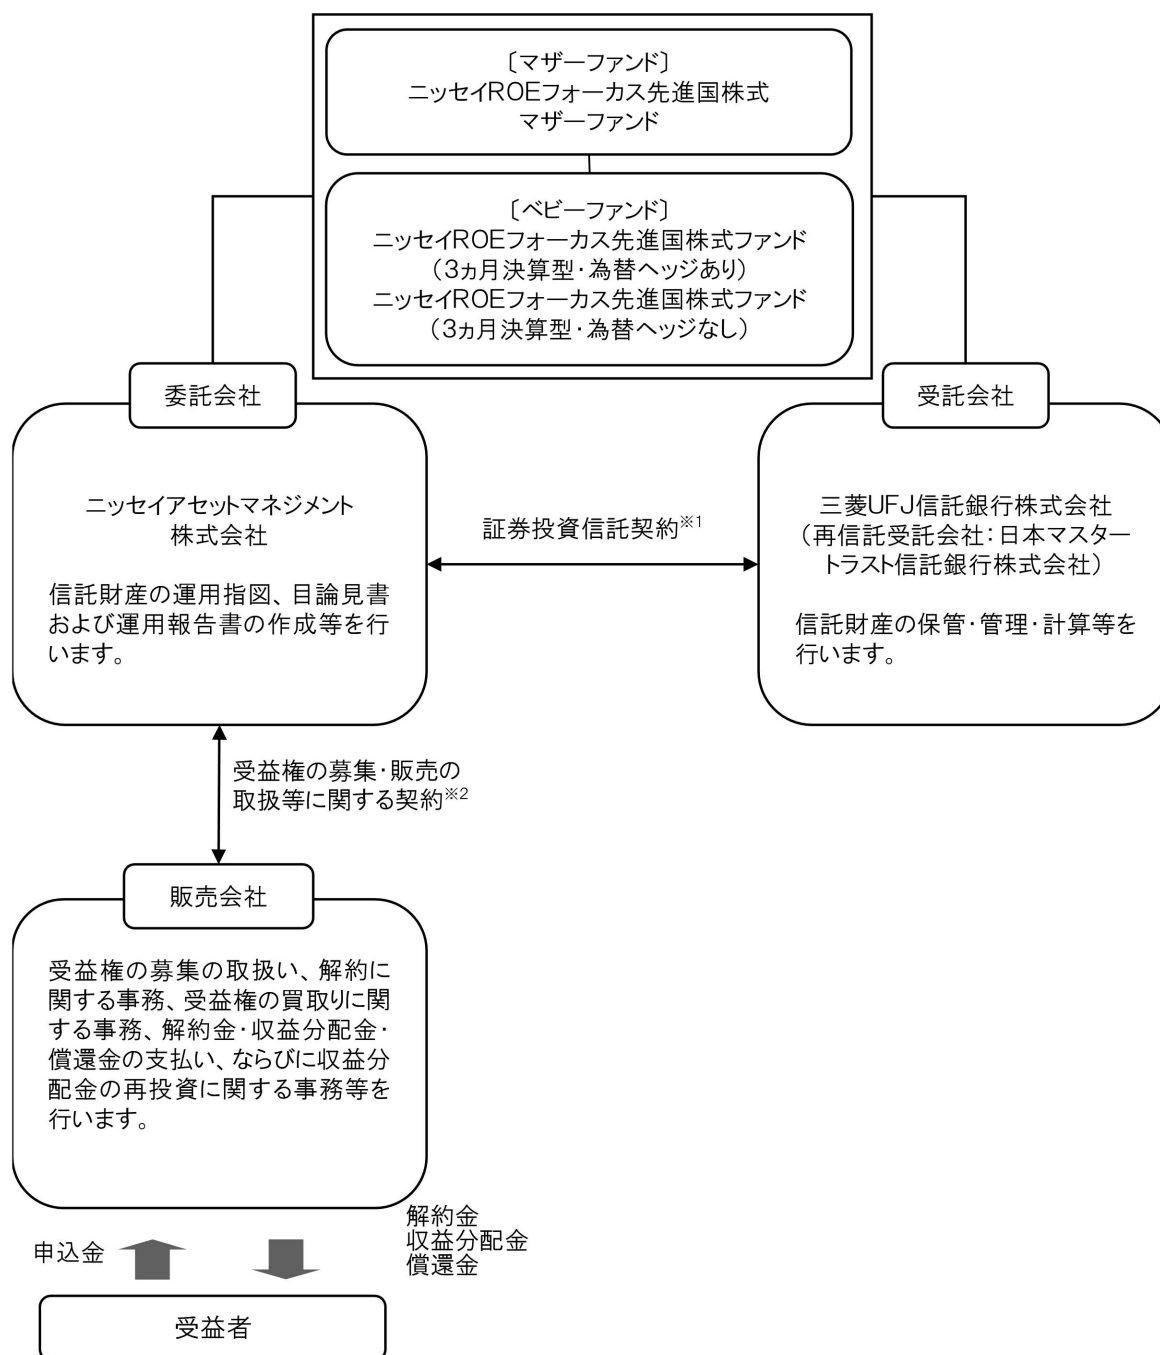 〔マザーファンド〕
ニッセイROEフォーカス先進国株式
マザーファンド
〔ベビーファンド〕
ニッセイROEフォーカス先進国株式ファンド
（3ヵ月決算型・為替ヘッジあり）
ニッセイROEフォーカス先進国株式ファンド
（3ヵ月決算型・為替ヘッジなし）
委託会社
ニッセイアセットマネジメント
株式会社
信託財産の運用指図、目論見書
および運用報告書の作成等を行
います。
証券投資信託契約※1
受託会社
三菱UFJ信託銀行株式会社
（再信託受託会社：日本マスター
トラスト信託銀行株式会社）
信託財産の保管・管理・計算等を
行います。
受益権の募集・販売の
取扱等に関する契約※2
販売会社
受益権の募集の取扱い、解約に
関する事務、受益権の買取りに関
する事務、解約金・収益分配金・
償還金の支払い、ならびに収益分
配金の再投資に関する事務等を
行います。
申込金
解約金
収益分配金
償還金
受益者